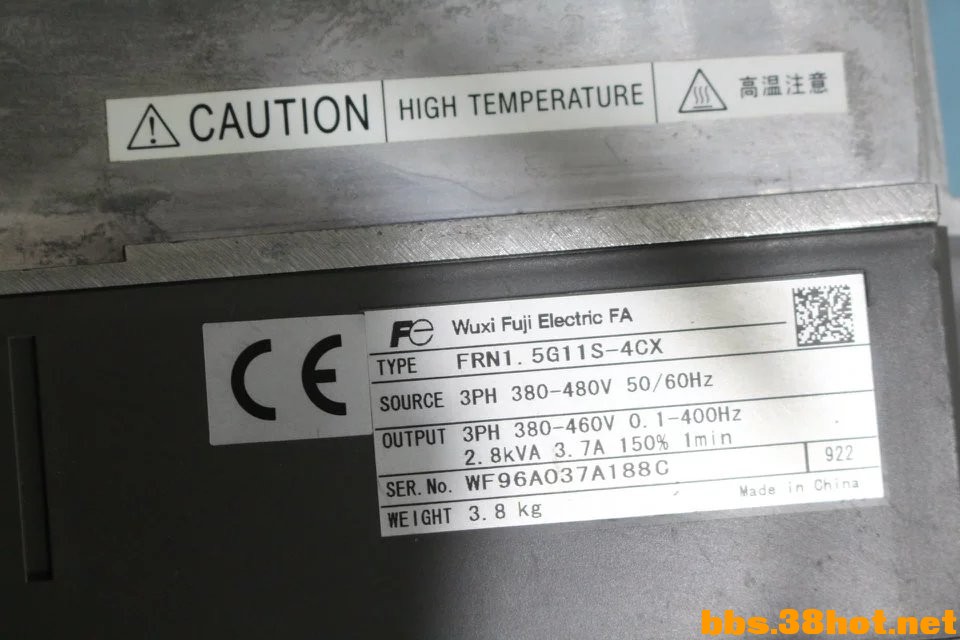 CAUTION HIGH TEMPERATURE 高温注意
CE
Fe Wuxi Fuji Electric FA
TYPE FRN1.5G11S-4CX
SOURCE 3PH 380-480V 50/60Hz
OUTPUT 3PH 380-460V 0.1-400Hz
2.8kVA 3.7A 150% 1min
SER.No. WF96A037A188C 922
WEIGHT 3.8 kg Made in China
bbs.38hot.net